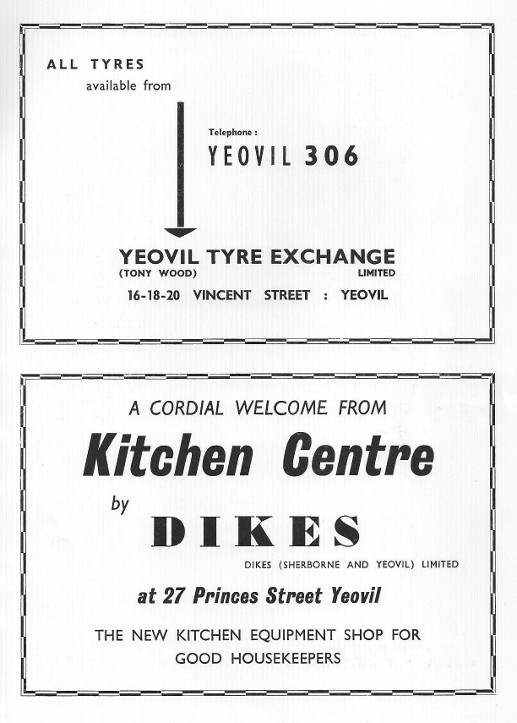 ALL TYRES
available from
Telephone :
YEOVIL 306
YEOVIL TYRE EXCHANGE
(TONY WOOD) LIMITED
16-18-20 VINCENT STREET : YEOVIL
A CORDIAL WELCOME FROM
Kitchen Centre
by
DIKES
DIKES (SHERBORNE AND YEOVIL) LIMITED
at 27 Princes Street Yeovil
THE NEW KITCHEN EQUIPMENT SHOP FOR
GOOD HOUSEKEEPERS